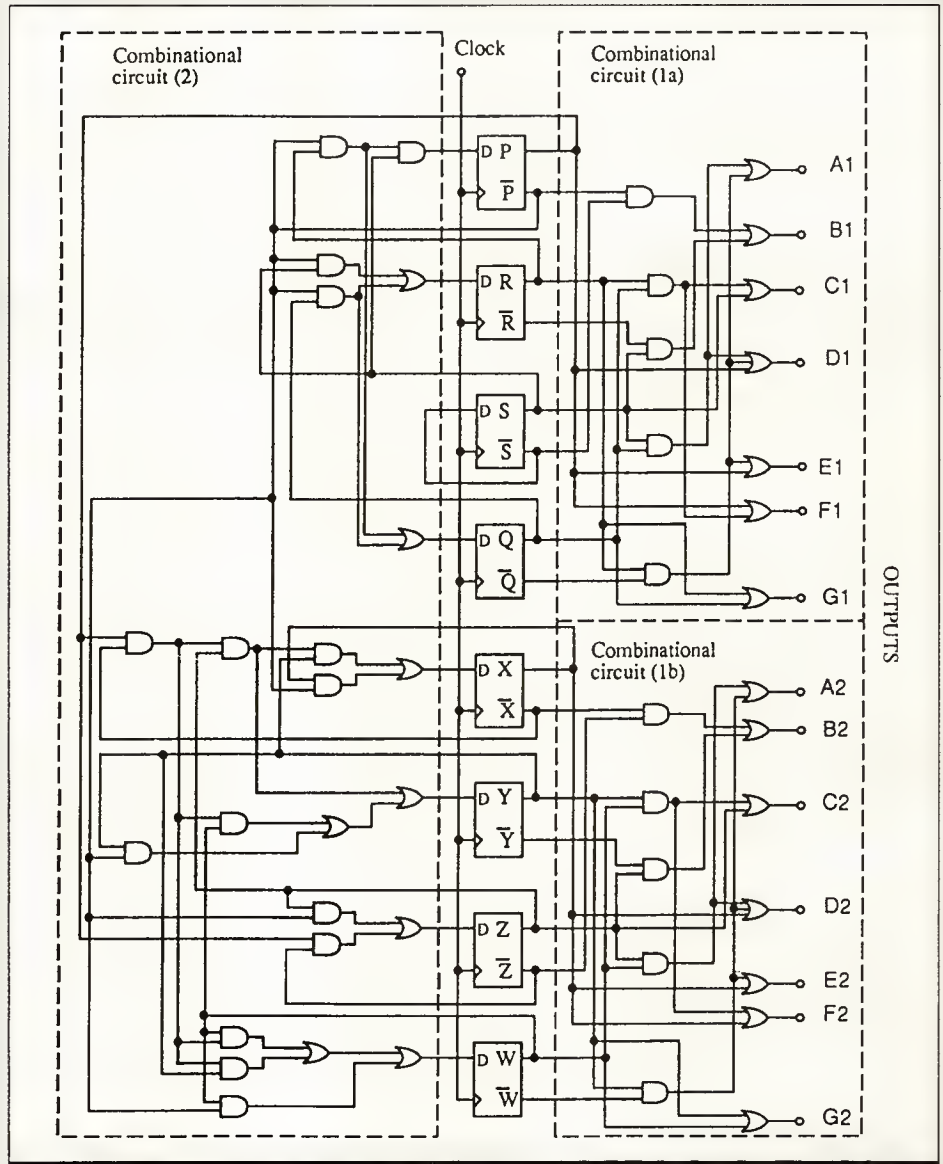 Combinational
circuit (2)
Clock
Combinational
circuit (1a)
D P
P̅
A1
B1
D R
R̅
C1
D1
D S
S̅
E1
F1
D Q
Q̅
G1
OUTPUTS
Combinational
circuit (1b)
D X
X̅
A2
B2
D Y
Y̅
C2
D2
D Z
Z̅
E2
F2
D W
W̅
G2